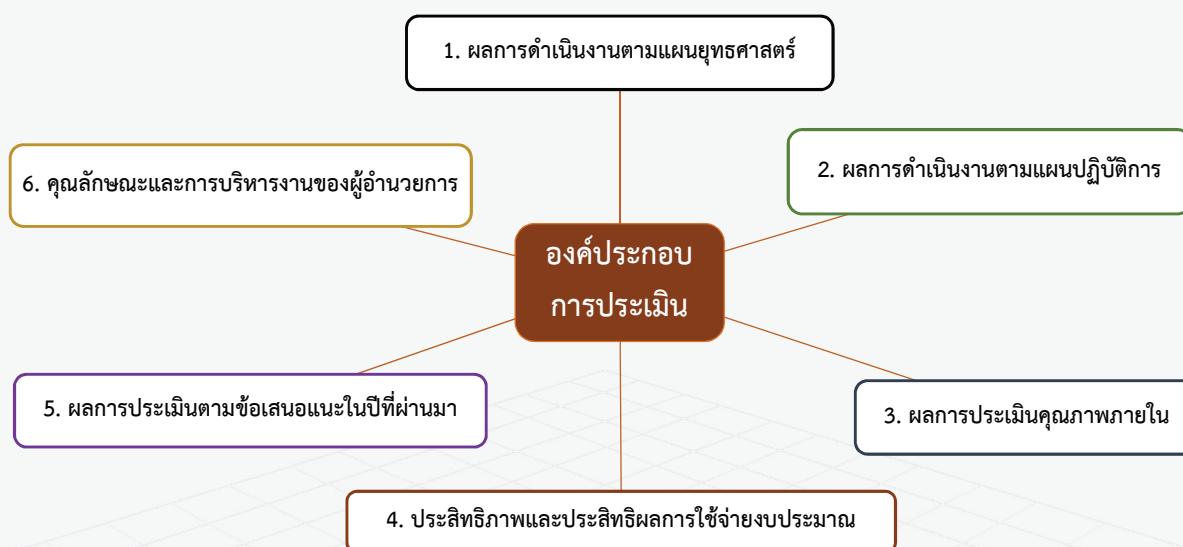 1. ผลการดำเนินงานตามแผนยุทธศาสตร์
2. ผลการดำเนินงานตามแผนปฏิบัติการ
6. คุณลักษณะและการบริหารงานของผู้อำนวยการ
องค์ประกอบ
การประเมิน
5. ผลการประเมินตามข้อเสนอแนะในปีที่ผ่านมา
3. ผลการประเมินคุณภาพภายใน
4. ประสิทธิภาพและประสิทธิผลการใช้จ่ายงบประมาณ